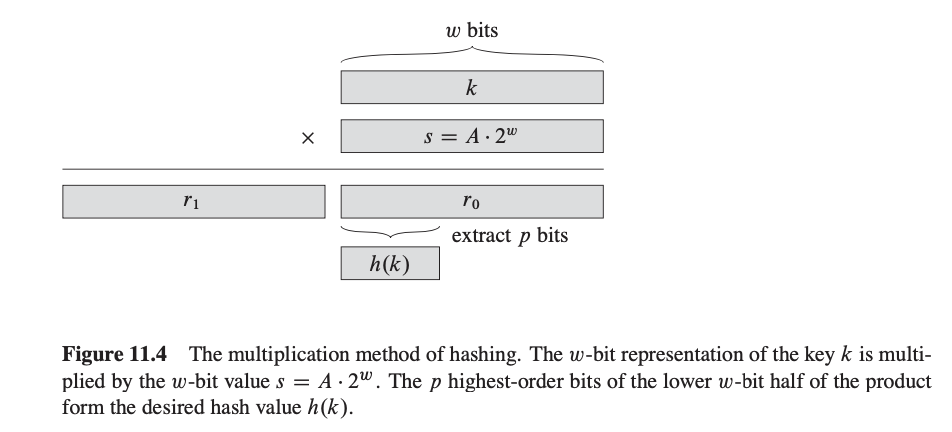 w bits
k
× s = A · 2^w
r₁ r₀
extract p bits
h(k)
Figure 11.4 The multiplication method of hashing. The w-bit representation of the key k is multi-
plied by the w-bit value s = A · 2^w. The p highest-order bits of the lower w-bit half of the product
form the desired hash value h(k).